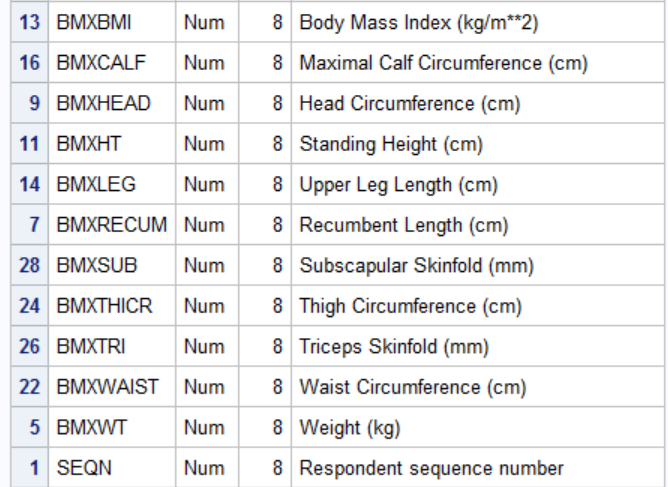 13 BMXBMI Num 8 Body Mass Index (kg/m**2)
16 BMXCALF Num 8 Maximal Calf Circumference (cm)
9 BMXHEAD Num 8 Head Circumference (cm)
11 BMXHT Num 8 Standing Height (cm)
14 BMXLEG Num 8 Upper Leg Length (cm)
7 BMXRECUM Num 8 Recumbent Length (cm)
28 BMXSUB Num 8 Subscapular Skinfold (mm)
24 BMXTHICR Num 8 Thigh Circumference (cm)
26 BMXTRI Num 8 Triceps Skinfold (mm)
22 BMXWAIST Num 8 Waist Circumference (cm)
5 BMXWT Num 8 Weight (kg)
1 SEQN Num 8 Respondent sequence number